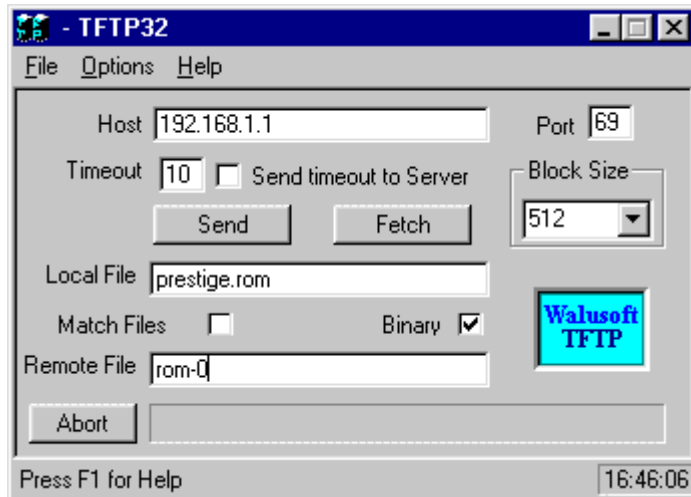 - TFTP32
File Options Help
Host 192.168.1.1 Port 69
Timeout 10 Send timeout to Server Block Size
Send Fetch 512
Local File prestige.rom
Match Files Binary Walusoft
TFTP
Remote File rom-0
Abort
Press F1 for Help 16:46:06